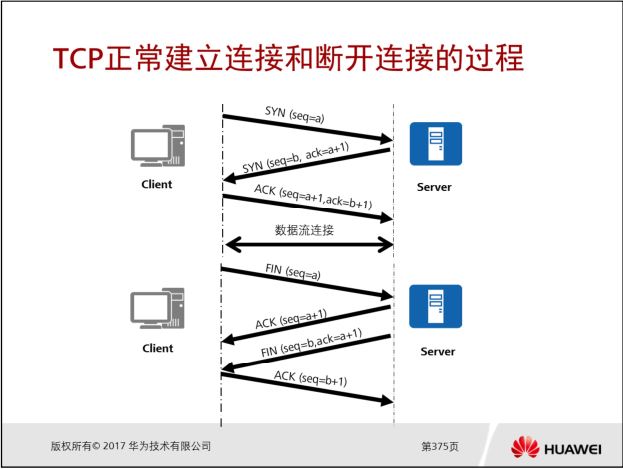 TCP正常建立连接和断开连接的过程
SYN (seq=a)
SYN (seq=b, ack=a+1)
Client
Server
ACK (seq=a+1,ack=b+1)
数据流连接
FIN (seq=a)
ACK (seq=a+1)
FIN (seq=b,ack=a+1)
Client
Server
ACK (seq=b+1)
版权所有© 2017 华为技术有限公司
第375页
HUAWEI